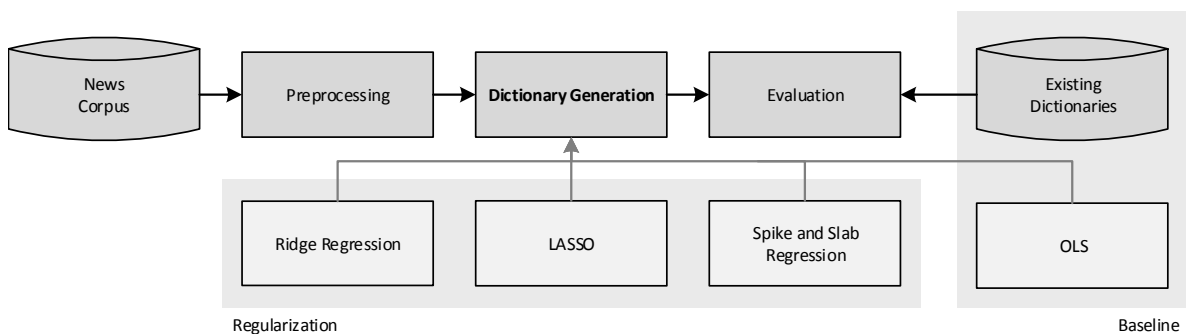 News
Corpus
Preprocessing
Dictionary Generation
Evaluation
Existing
Dictionaries
Ridge Regression
LASSO
Spike and Slab
Regression
OLS
Regularization
Baseline